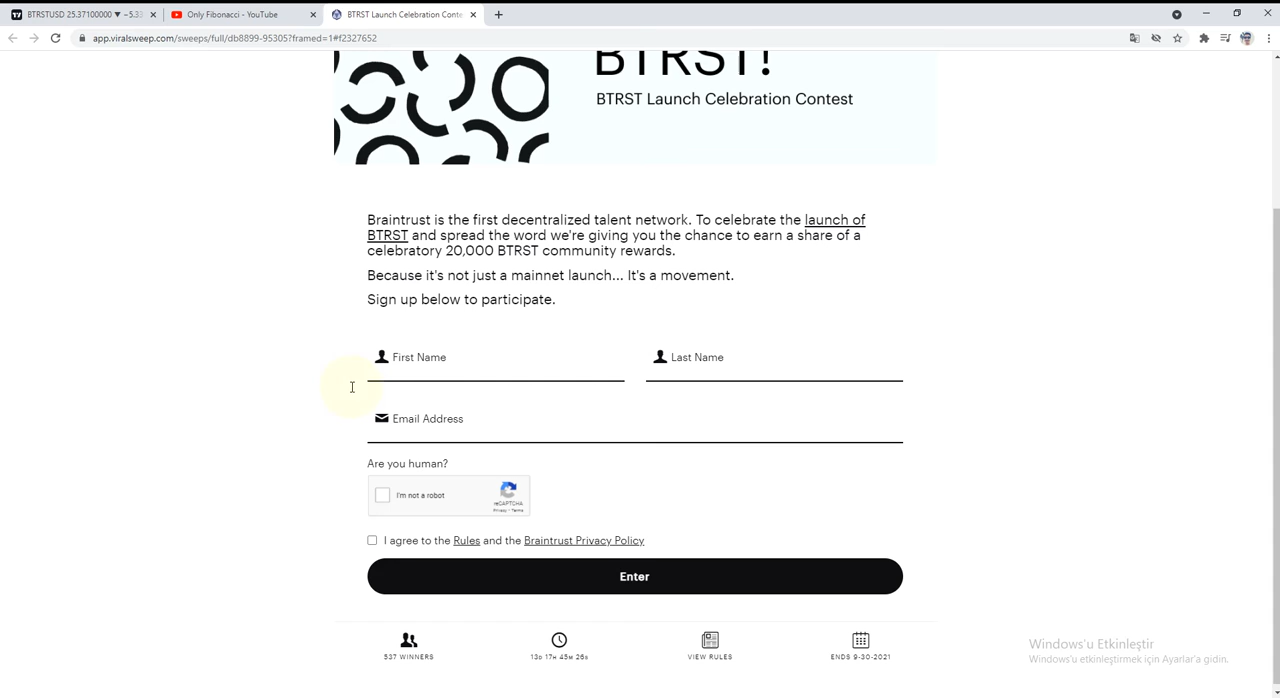 BTRSTUSD 25.37100000 ▼ −5.33
Only Fibonacci - YouTube
BTRST Launch Celebration Conte
app.viralsweep.com/sweeps/full/db8899-95305?framed=1#f2327652
BTRST!
BTRST Launch Celebration Contest
Braintrust is the first decentralized talent network. To celebrate the launch of
BTRST and spread the word we're giving you the chance to earn a share of a
celebratory 20,000 BTRST community rewards.
Because it's not just a mainnet launch... It's a movement.
Sign up below to participate.
First Name
Last Name
Email Address
Are you human?
I'm not a robot
reCAPTCHA
Privacy - Terms
I agree to the Rules and the Braintrust Privacy Policy
Enter
537 WINNERS
13D 17H 45M 26S
VIEW RULES
ENDS 9-30-2021
Windows'u Etkinleştir
Windows'u etkinleştirmek için Ayarlar'a gidin.